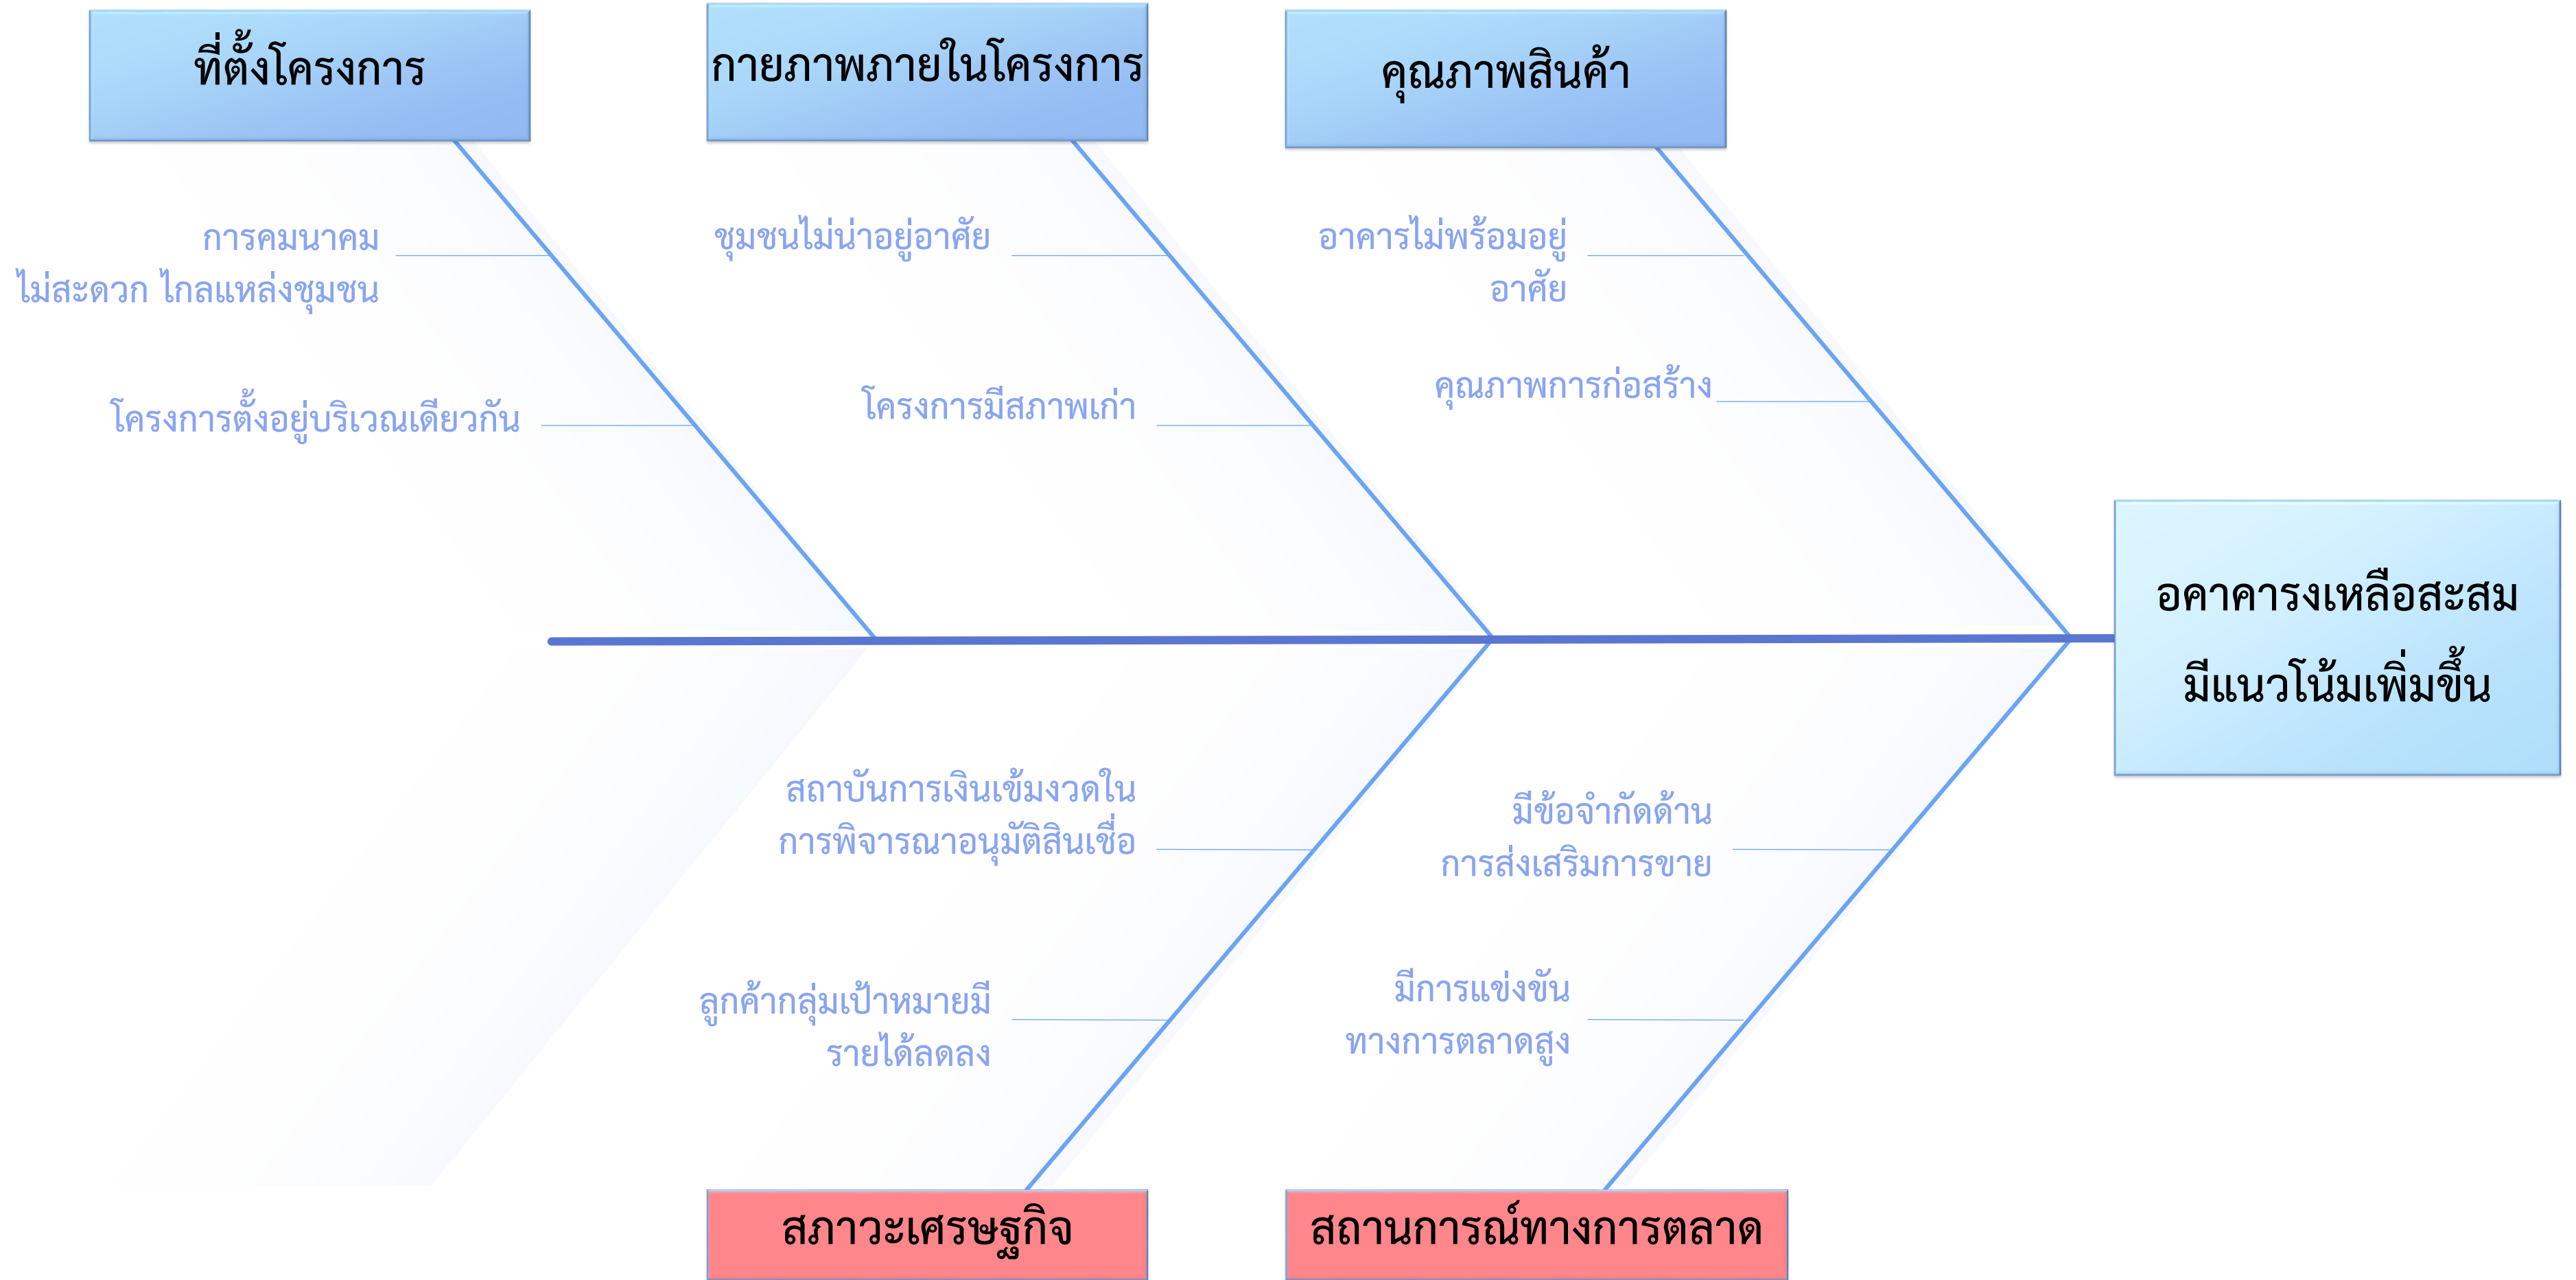 ที่ตั้งโครงการ
กายภาพภายในโครงการ
คุณภาพสินค้า
การคมนาคม
ไม่สะดวก ไกลแหล่งชุมชน
โครงการตั้งอยู่บริเวณเดียวกัน
ชุมชนไม่น่าอยู่อาศัย
โครงการมีสภาพเก่า
อาคารไม่พร้อมอยู่
อาศัย
คุณภาพการก่อสร้าง
อคาคารงเหลือสะสม
มีแนวโน้มเพิ่มขึ้น
สถาบันการเงินเข้มงวดใน
การพิจารณาอนุมัติสินเชื่อ
ลูกค้ากลุ่มเป้าหมายมี
รายได้ลดลง
มีข้อจำกัดด้าน
การส่งเสริมการขาย
มีการแข่งขัน
ทางการตลาดสูง
สภาวะเศรษฐกิจ
สถานการณ์ทางการตลาด